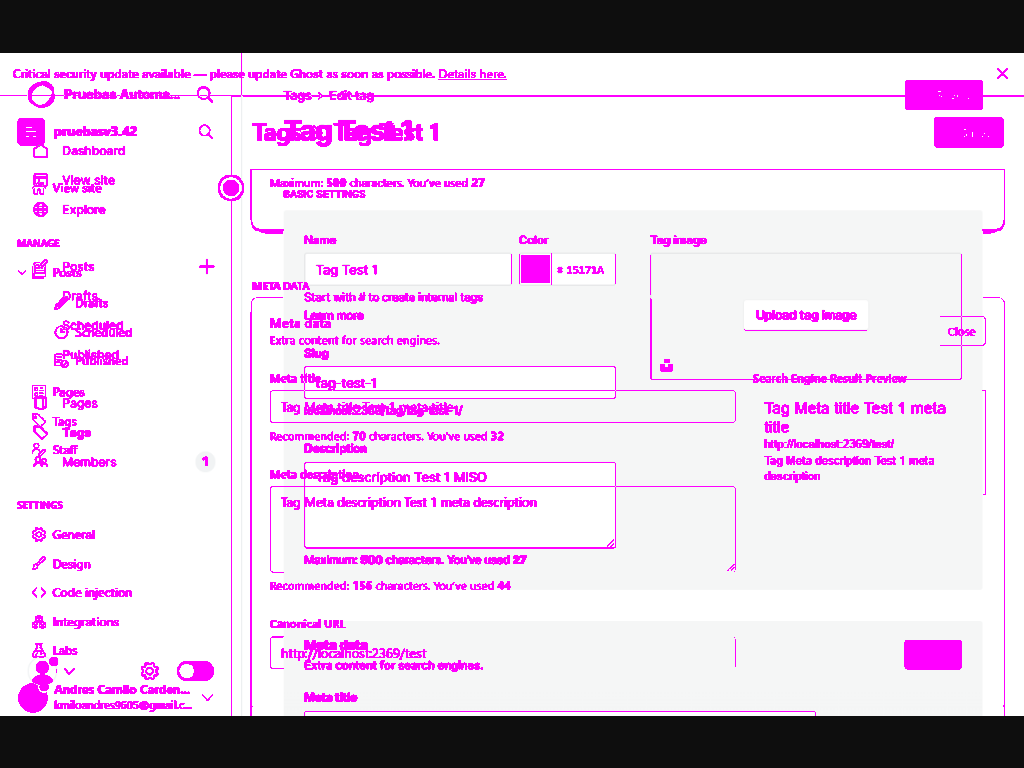 Critical security update available — please update Ghost as soon as possible. Details here.
Pruebas Automa...
Tags > Edit tag
pruebasv3.42
Tag Test 1
Dashboard
View site
View site
Explore
Maximum: 500 characters. You've used 27
BASIC SETTINGS
MANAGE
Name
Color
Tag image
Posts
Posts
Tag Test 1
# 15171A
Drafts
Drafts
META DATA
Start with # to create internal tags
Learn more
Upload tag image
Scheduled
Scheduled
Meta data
Close
Extra content for search engines.
Published
Published
Slug
Meta title
Search Engine Result Preview
tag-test-1
Pages
Pages
Tag Meta title Test 1 meta title
Tag Meta title Test 1 meta
title
Tags
Tags
Recommended: 70 characters. You've used 32
http://localhost:2369/test/
Staff
Description
Members
1
Tag Meta description Test 1 meta
description
Meta description
Tag description Test 1 MISO
Tag Meta description Test 1 meta description
SETTINGS
General
Design
Maximum: 500 characters. You've used 27
Recommended: 156 characters. You've used 44
Code injection
Integrations
Canonical URL
Labs
Meta data
http://localhost:2369/test
Extra content for search engines.
Andres Camilo Carden...
Meta title
kmiloandres9605@gmail.c...